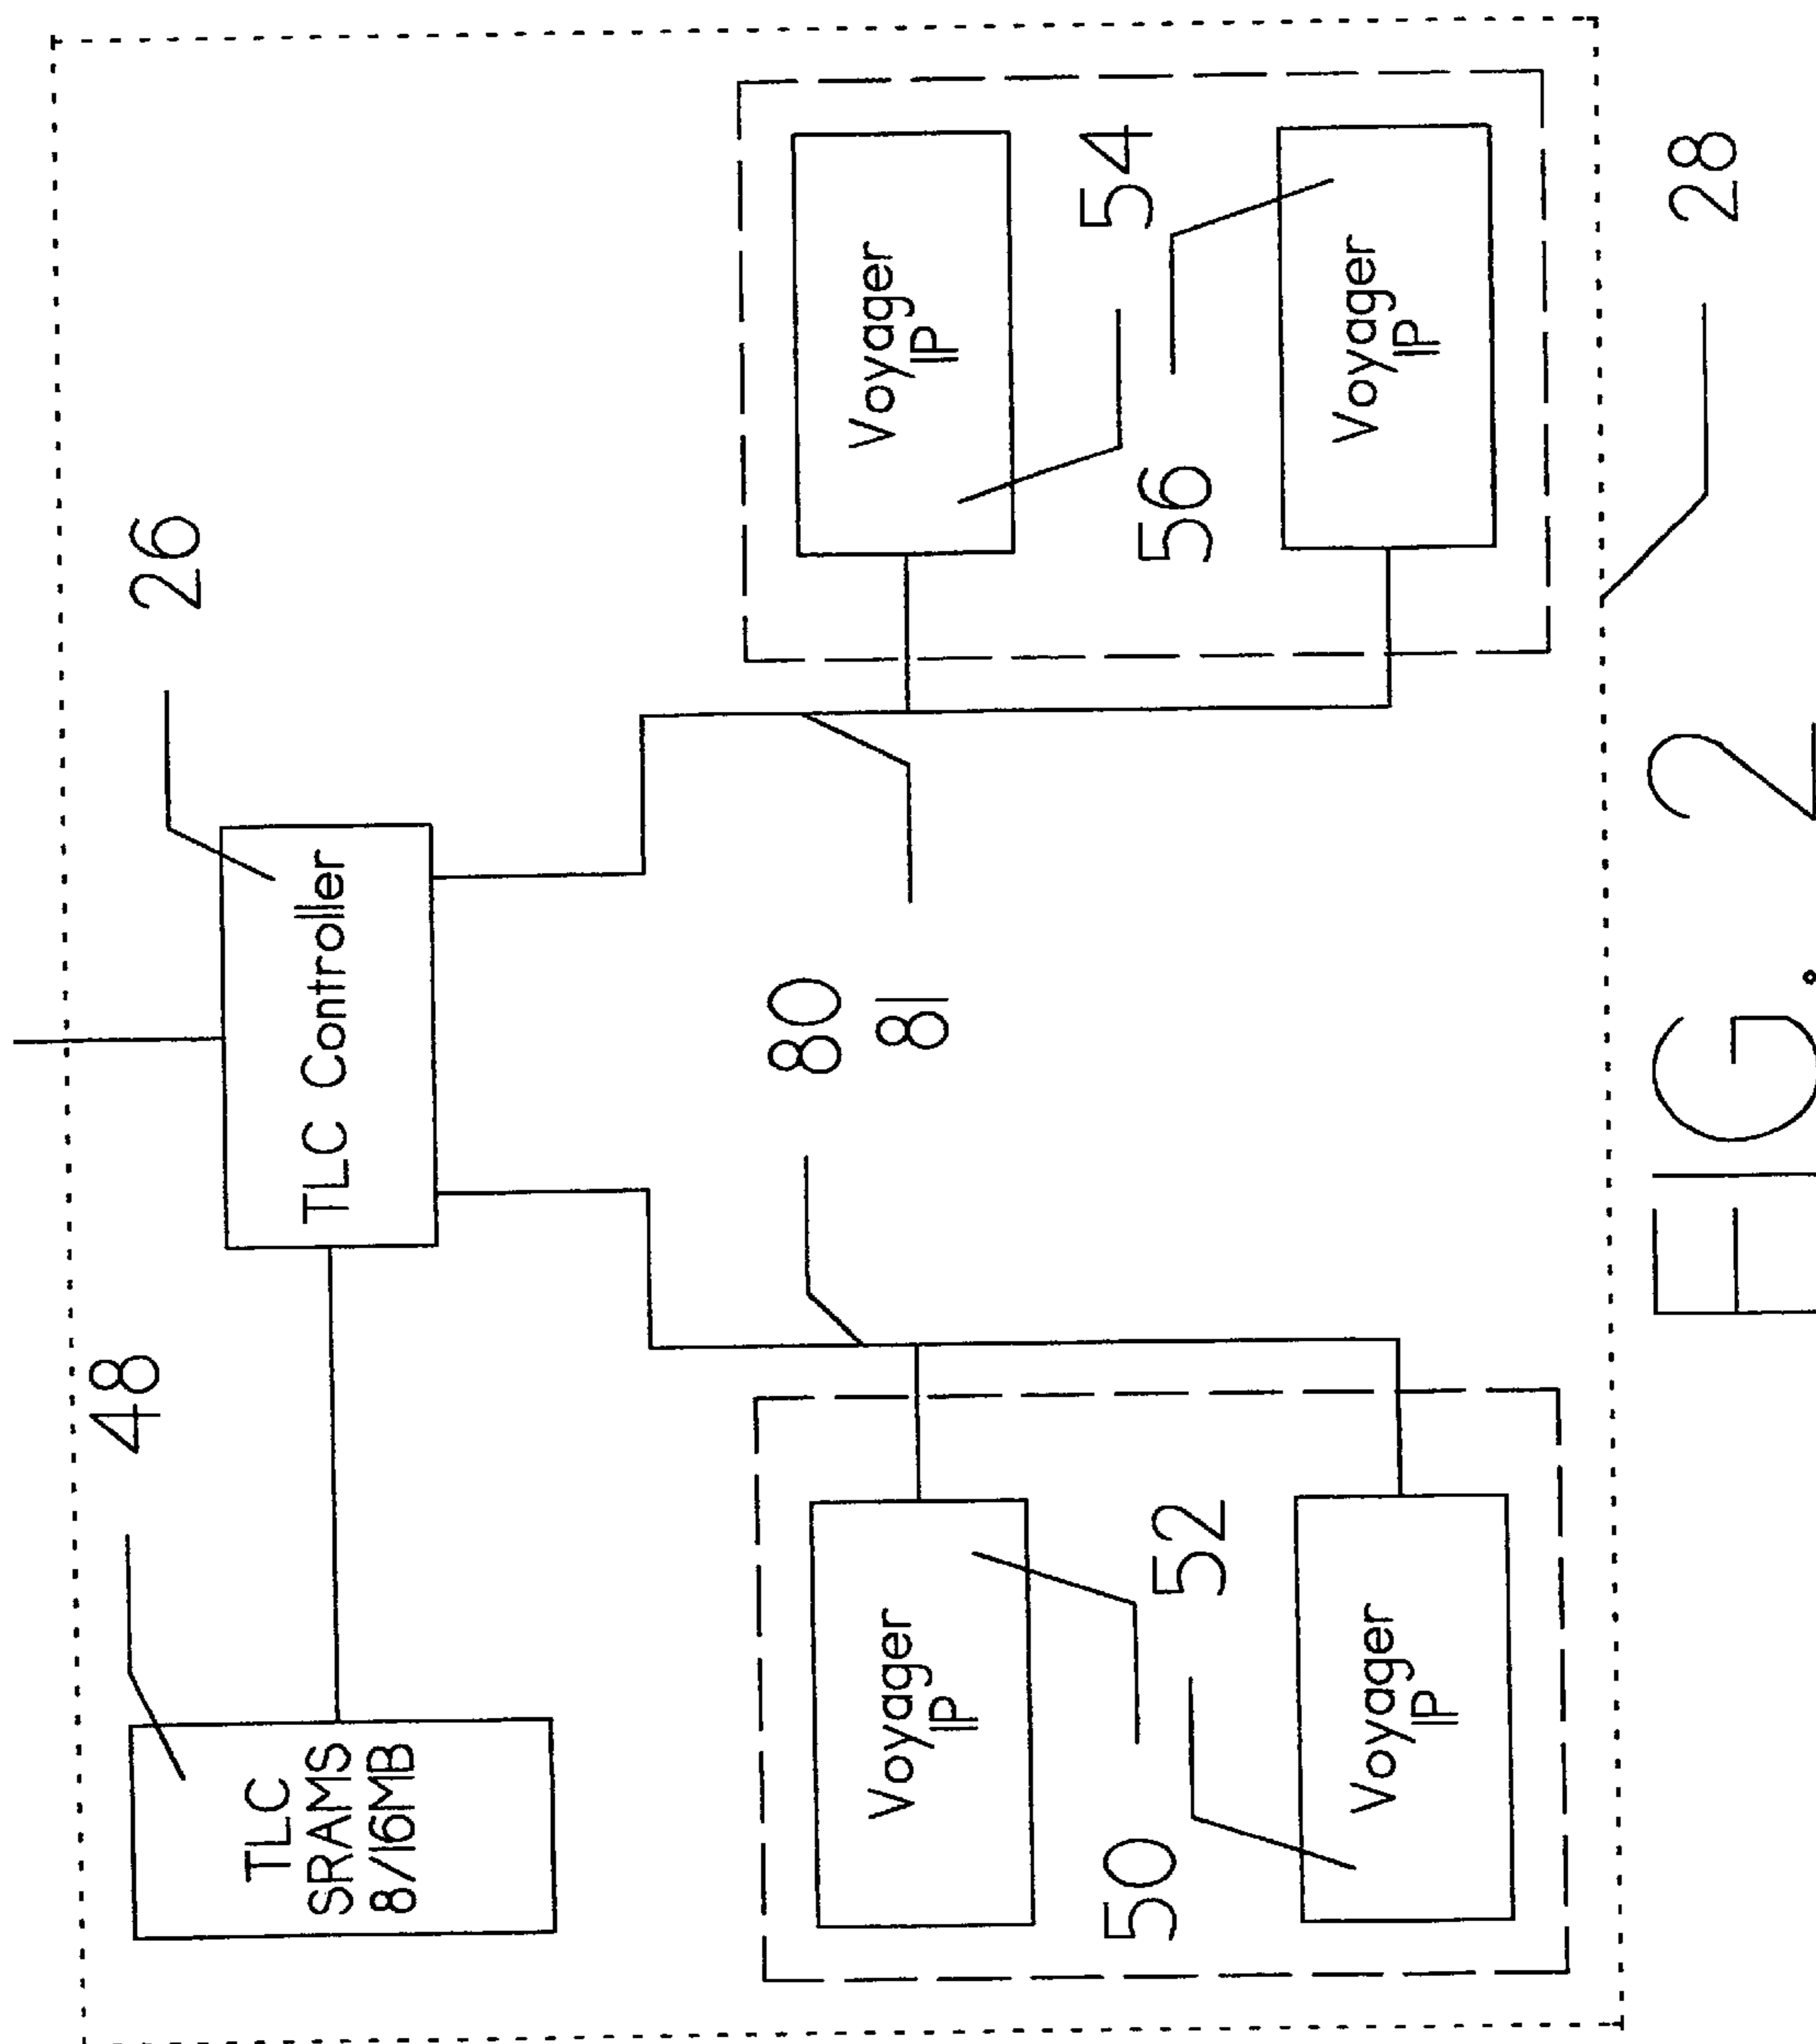 48
26
TLC
SRAMS
8/16MB
TLC Controller
80
81
Voyager
IP
Voyager
IP
50
52
56
54
Voyager
IP
Voyager
IP
28
FIG. 2